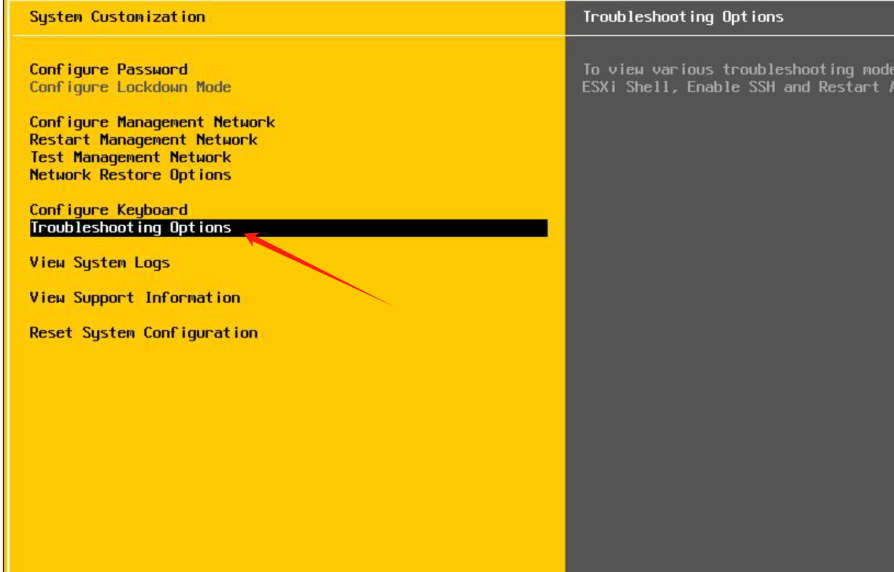 System Customization
Troubleshooting Options
Configure Password
Configure Lockdown Mode
Configure Management Network
Restart Management Network
Test Management Network
Network Restore Options
Configure Keyboard
Troubleshooting Options
View System Logs
View Support Information
Reset System Configuration
To view various troubleshooting mode
ESXi Shell, Enable SSH and Restart A